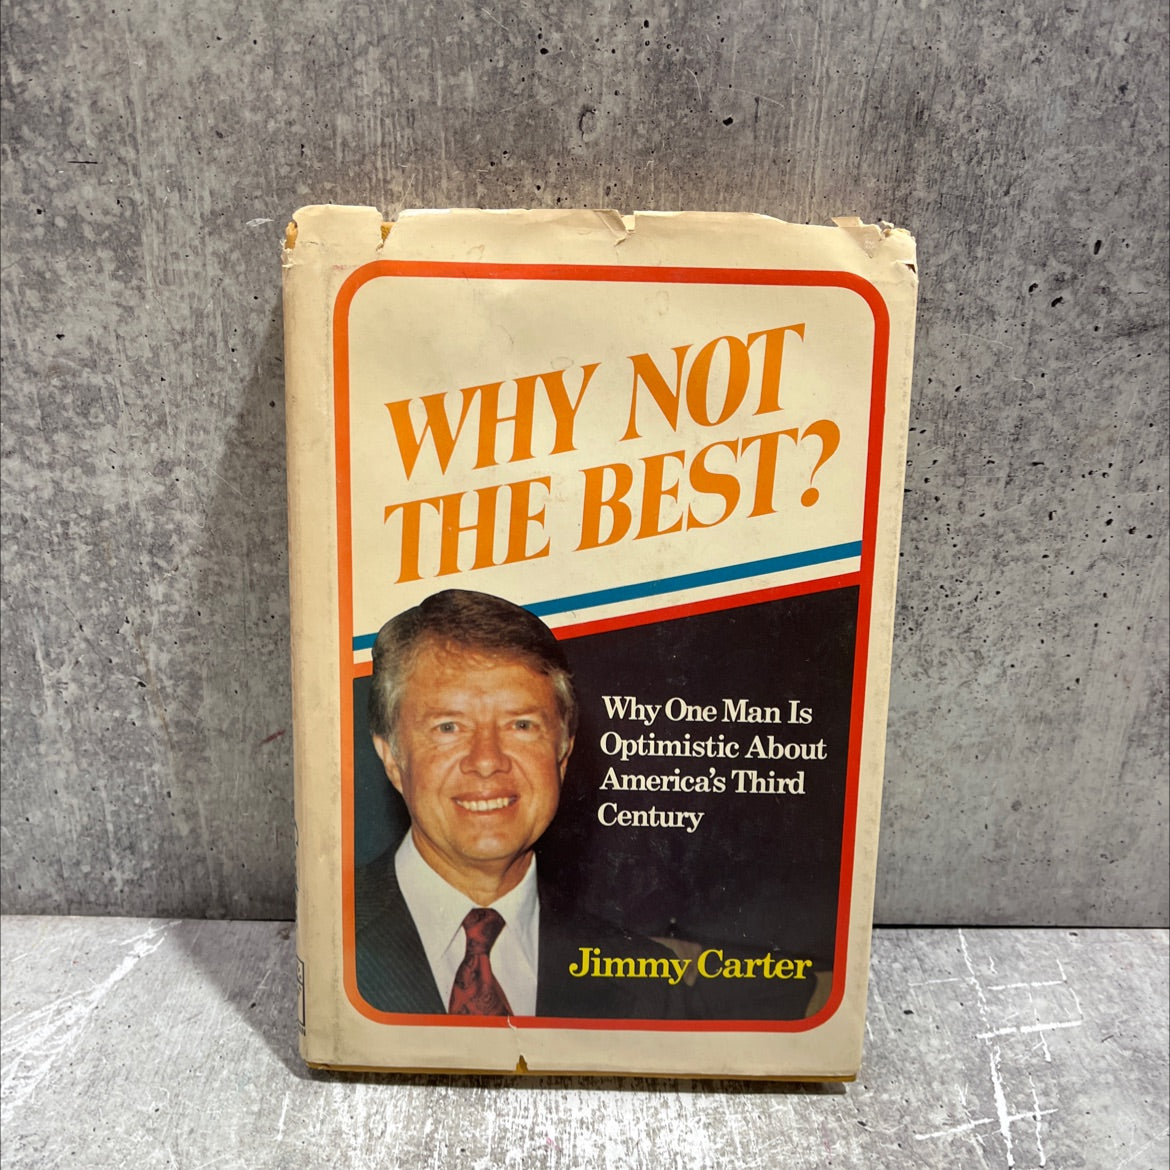 WHY NOT
THE BEST?
Why One Man Is
Optimistic About
America's Third
Century
Jimmy Carter